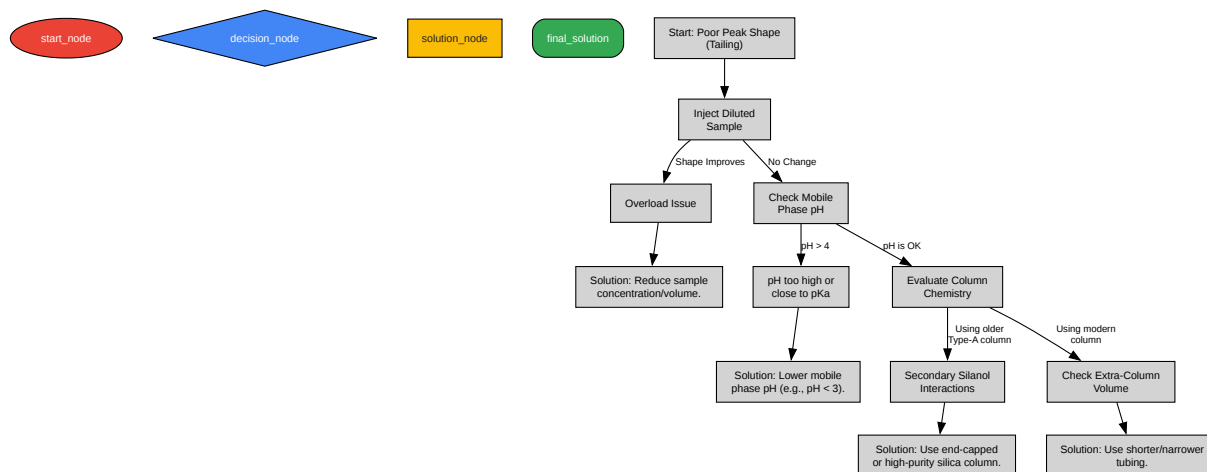 start_node
decision_node
solution_node
final_solution
Start: Poor Peak Shape
(Tailing)
Inject Diluted
Sample
Shape Improves
No Change
Overload Issue
Check Mobile
Phase pH
pH > 4
pH is OK
Solution: Reduce sample
concentration/volume.
pH too high or
close to pKa
Evaluate Column
Chemistry
Using older
Type-A column
Using modern
column
Solution: Lower mobile
phase pH (e.g., pH < 3).
Secondary Silanol
Interactions
Check Extra-Column
Volume
Solution: Use end-capped
or high-purity silica column.
Solution: Use shorter/narrower
tubing.